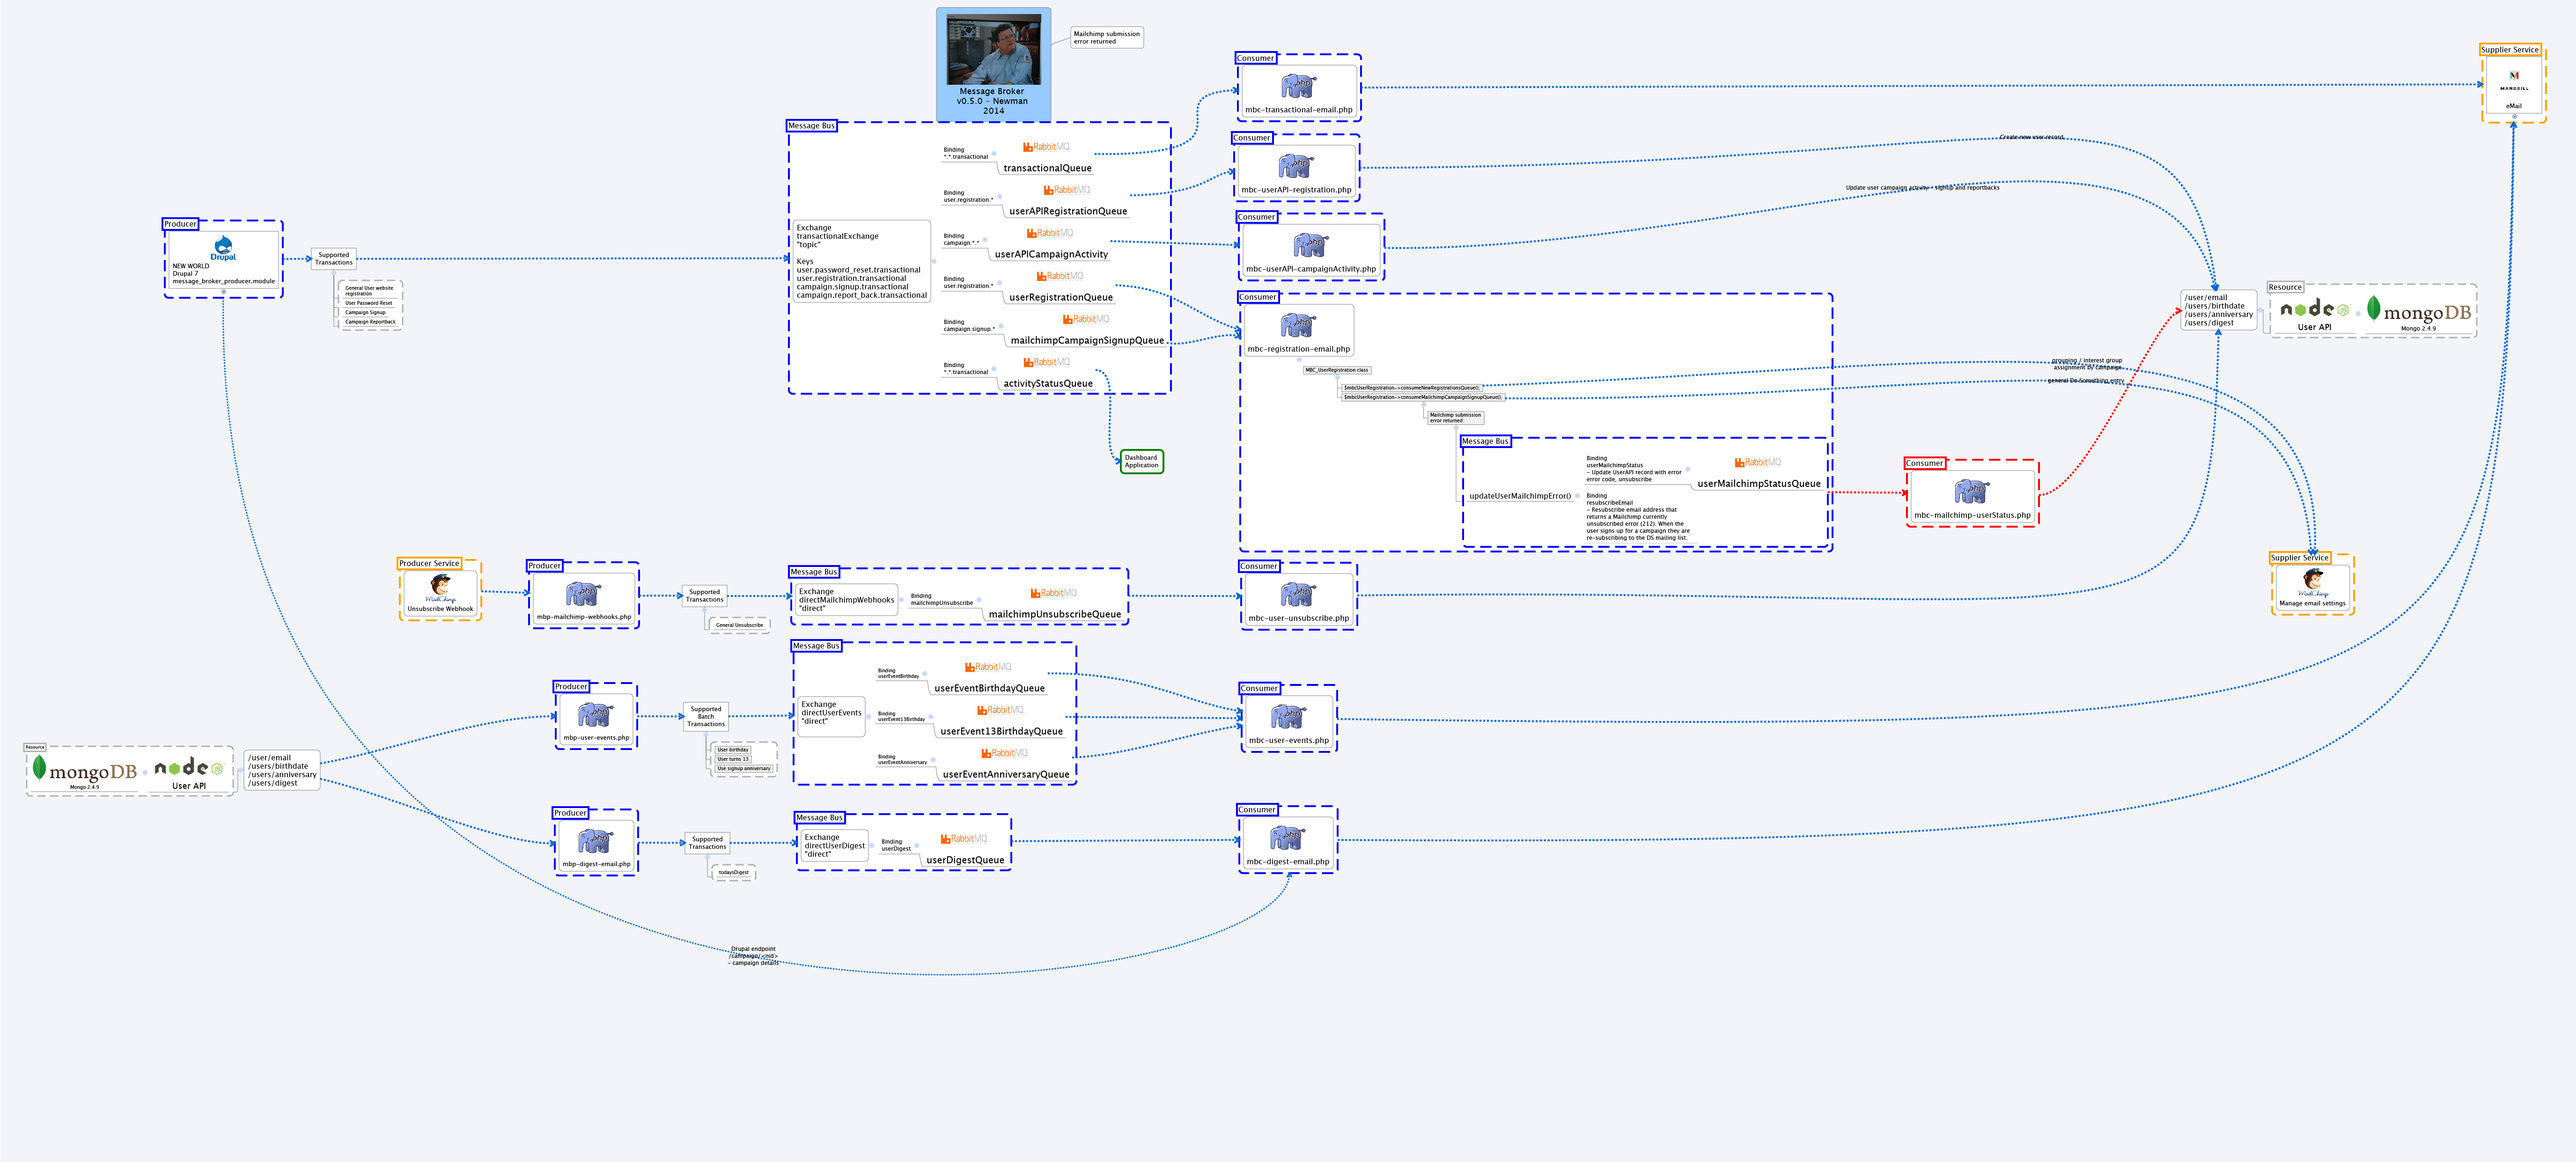 Message Broker
v0.5.0 - Newman
2014
Mailchimp submission
error returned
Producer
Drupal
NEW WORLD
Drupal 7
message_broker_producer.module
Supported
Transactions
General User website
registration
User Password Reset
Campaign Signup
Campaign Reportback
Message Bus
Exchange
transactionalExchange
"topic"
Keys
user.password_reset.transactional
user.registration.transactional
campaign.signup.transactional
campaign.report_back.transactional
Binding
*.*.transactional
RabbitMQ
transactionalQueue
Binding
user.registration.*
RabbitMQ
userAPIRegistrationQueue
Binding
campaign.*.*
RabbitMQ
userAPICampaignActivity
Binding
user.registration.*
RabbitMQ
userRegistrationQueue
Binding
campaign.signup.*
RabbitMQ
mailchimpCampaignSignupQueue
Binding
*.*.transactional
RabbitMQ
activityStatusQueue
Dashboard
Application
Consumer
php
mbc-transactional-email.php
Consumer
php
mbc-userAPI-registration.php
Consumer
php
mbc-userAPI-campaignActivity.php
Consumer
php
mbc-registration-email.php
MBC_UserRegistration class
$mbcUserRegistration->consumeNewRegistrationsQueue();
$mbcUserRegistration->consumeMailchimpCampaignSignupQueue();
Mailchimp submission
error returned
Message Bus
updateUserMailchimpError()
Binding
userMailchimpStatus
- Update UserAPI record with error
error code, unsubscribe
RabbitMQ
userMailchimpStatusQueue
Binding
resubscribeEmail
- Resubscribe email address that
returns a Mailchimp currently
unsubscribed error (212). When the
user signs up for a campaign they are
re-subscribing to the DS mailing list.
Consumer
php
mbc-mailchimp-userStatus.php
Create new user record
Update user campaign activity - signup and reportbacks
grouping / interest group
assignment by campaign
general Do Something entry
Supplier Service
MANDRILL
eMail
/user/email
/users/birthdate
/users/anniversary
/users/digest
Resource
node JS
User API
mongoDB
Mongo 2.4.9
Supplier Service
MailChimp
Manage email settings
Producer Service
MailChimp
Unsubscribe Webhook
Producer
php
mbp-mailchimp-webhooks.php
Supported
Transactions
General Unsubscribe
Message Bus
Exchange
directMailchimpWebhooks
"direct"
Binding
mailchimpUnsubscribe
RabbitMQ
mailchimpUnsubscribeQueue
Consumer
php
mbc-user-unsubscribe.php
Resource
mongoDB
Mongo 2.4.9
node JS
User API
/user/email
/users/birthdate
/users/anniversary
/users/digest
Producer
php
mbp-user-events.php
Supported
Batch
Transactions
User birthday
User turns 13
Use signup anniversary
Message Bus
Exchange
directUserEvents
"direct"
Binding
userEventBirthday
RabbitMQ
userEventBirthdayQueue
Binding
userEvent13Birthday
RabbitMQ
userEvent13BirthdayQueue
Binding
userEventAnniversary
RabbitMQ
userEventAnniversaryQueue
Consumer
php
mbc-user-events.php
Producer
php
mbp-digest-email.php
Supported
Transactions
todaysDigest
Message Bus
Exchange
directUserDigest
"direct"
Binding
userDigest
RabbitMQ
userDigestQueue
Consumer
php
mbc-digest-email.php
Drupal endpoint
/campaign/<nid>
- campaign details